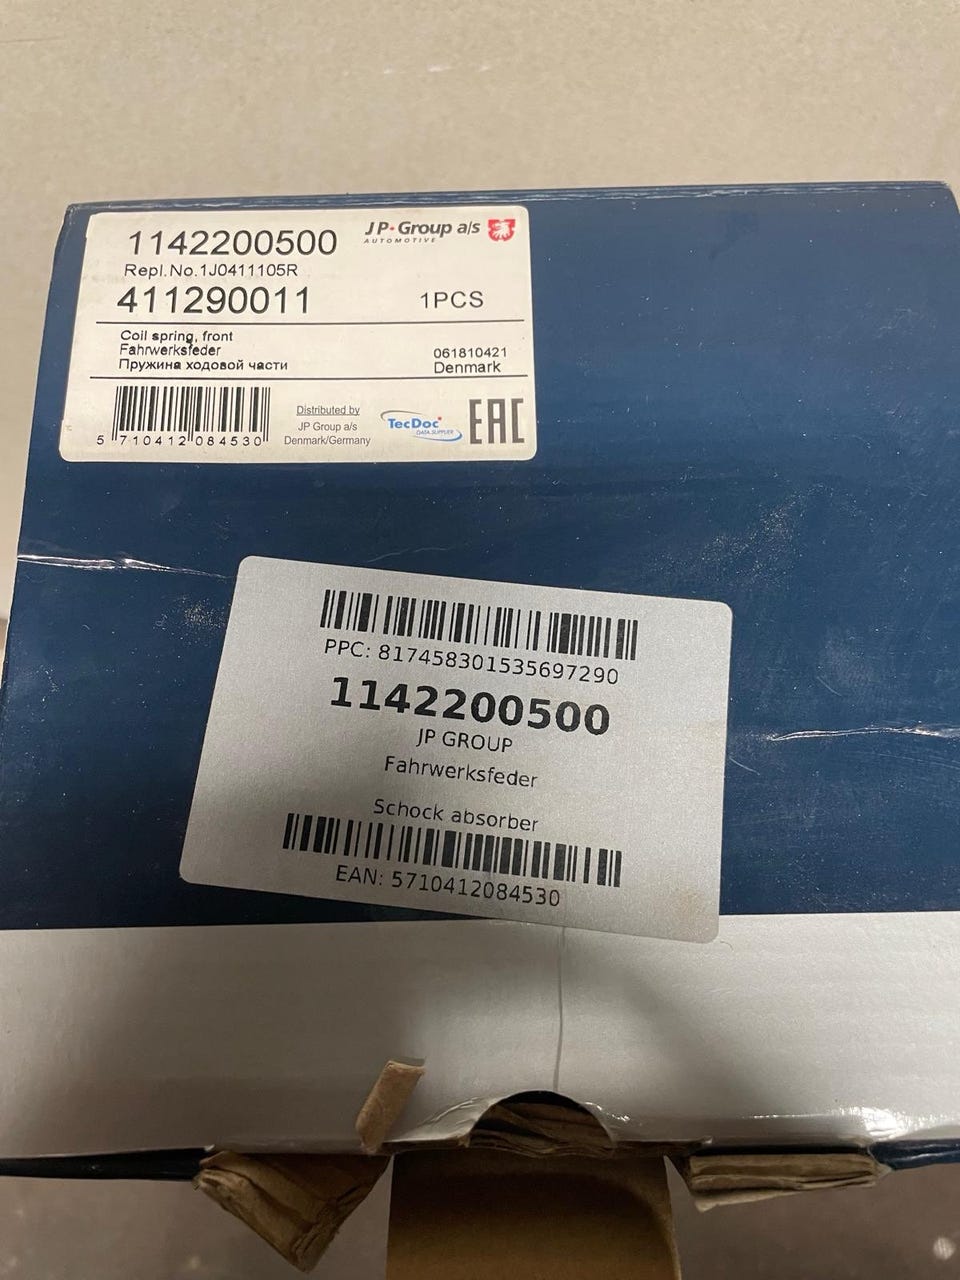 1142200500
JP·Group a/s
AUTOMOTIVE
Repl.No.1J0411105R
411290011
1PCS
Coil spring, front
Fahrwerksfeder
061810421
Пружина ходовой части
Denmark
5 710412 084530
Distributed by
JP Group a/s
Denmark/Germany
TecDoc
DATA SUPPLIER
EAC
PPC: 817458301535697290
1142200500
JP GROUP
Fahrwerksfeder
Schock absorber
EAN: 5710412084530